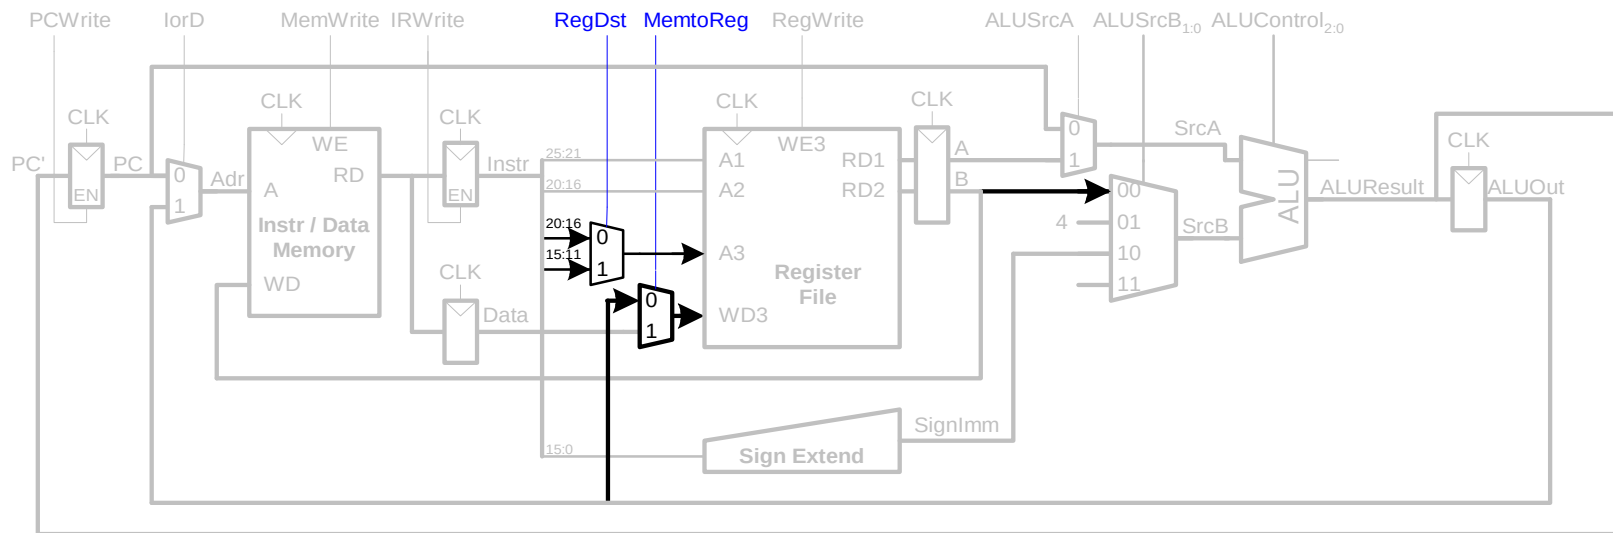 PCWrite IorD MemWrite IRWrite RegDst MemtoReg RegWrite ALUSrcA ALUSrcB1:0 ALUControl2:0
CLK CLK CLK CLK CLK
CLK CLK
PC' PC EN
0 1 Adr
WE
A RD
Instr / Data
Memory
WD
EN Instr
CLK
Data
25:21
20:16
20:16
15:11
0
1
0
1
15:0
WE3
A1 RD1
A2 RD2
A3
Register
File
WD3
A
B
Sign Extend
SignImm
0
1
SrcA
00
4 01
10
11
SrcB
ALU
ALUResult
ALUOut